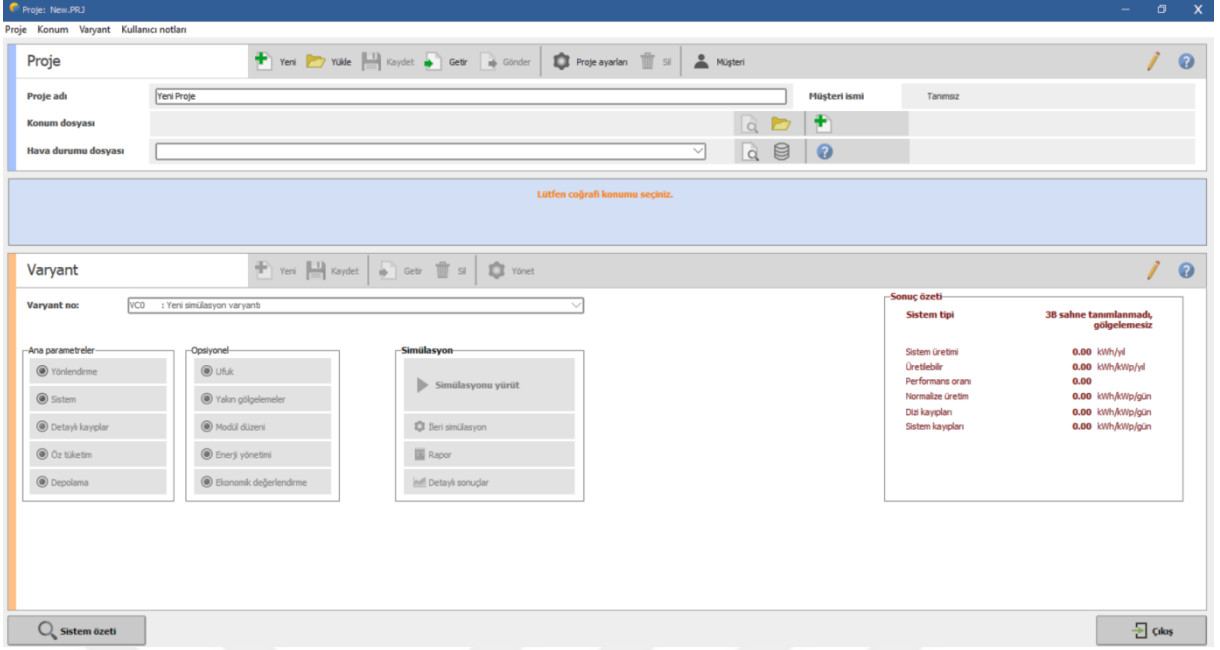 Proje: New.PRJ
Proje Konum Varyant Kullanıcı notları
Proje
Yeni Yükle Kaydet Getir Gönder Proje ayarları Sil Müşteri
Proje adı
Yeni Proje
Müşteri ismi
Tanımsız
Konum dosyası
Hava durumu dosyası
Lütfen coğrafi konumu seçiniz.
Varyant
Yeni Kaydet Getir Sil Yönet
Varyant no:
VC0 : Yeni simülasyon varyantı
Ana parametreler
Yönlendirme
Sistem
Detaylı kayıplar
Öz tüketim
Depolama
Opsiyonel
Ufuk
Yakın gölgelemeler
Modül düzeni
Enerji yönetimi
Ekonomik değerlendirme
Simülasyon
Simülasyonu yürüt
İleri simülasyon
Rapor
Detaylı sonuçlar
Sonuç özeti
Sistem tipi 3B sahne tanımlanmadı,
gölgelemesiz
Sistem üretimi 0.00 kWh/yıl
Üretilebilir 0.00 kWh/kWp/yıl
Performans oranı 0.00
Normalize üretim 0.00 kWh/kWp/gün
Dizi kayıpları 0.00 kWh/kWp/gün
Sistem kayıpları 0.00 kWh/kWp/gün
Sistem özeti
Çıkış